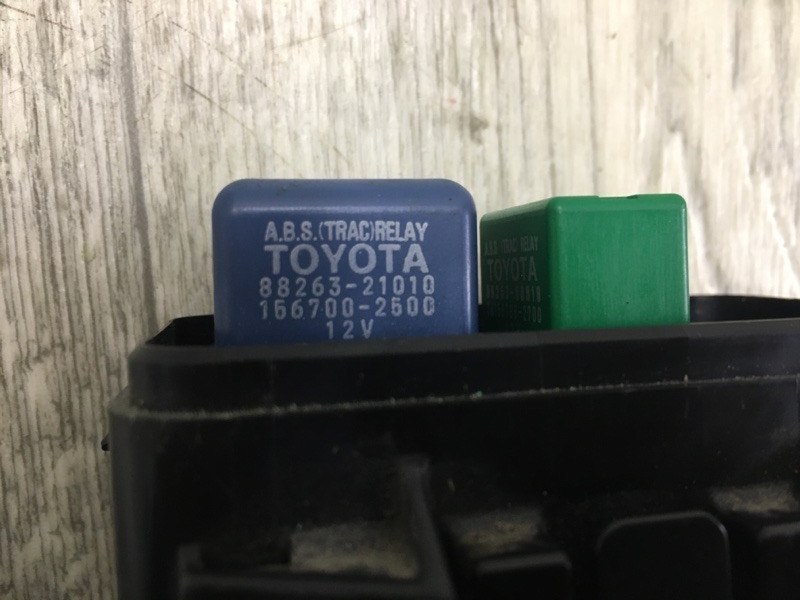 A.B.S.(TRAC)RELAY
TOYOTA
88263-21010
156700-2500
12V
A.B.S. (TRAC) RELAY
TOYOTA